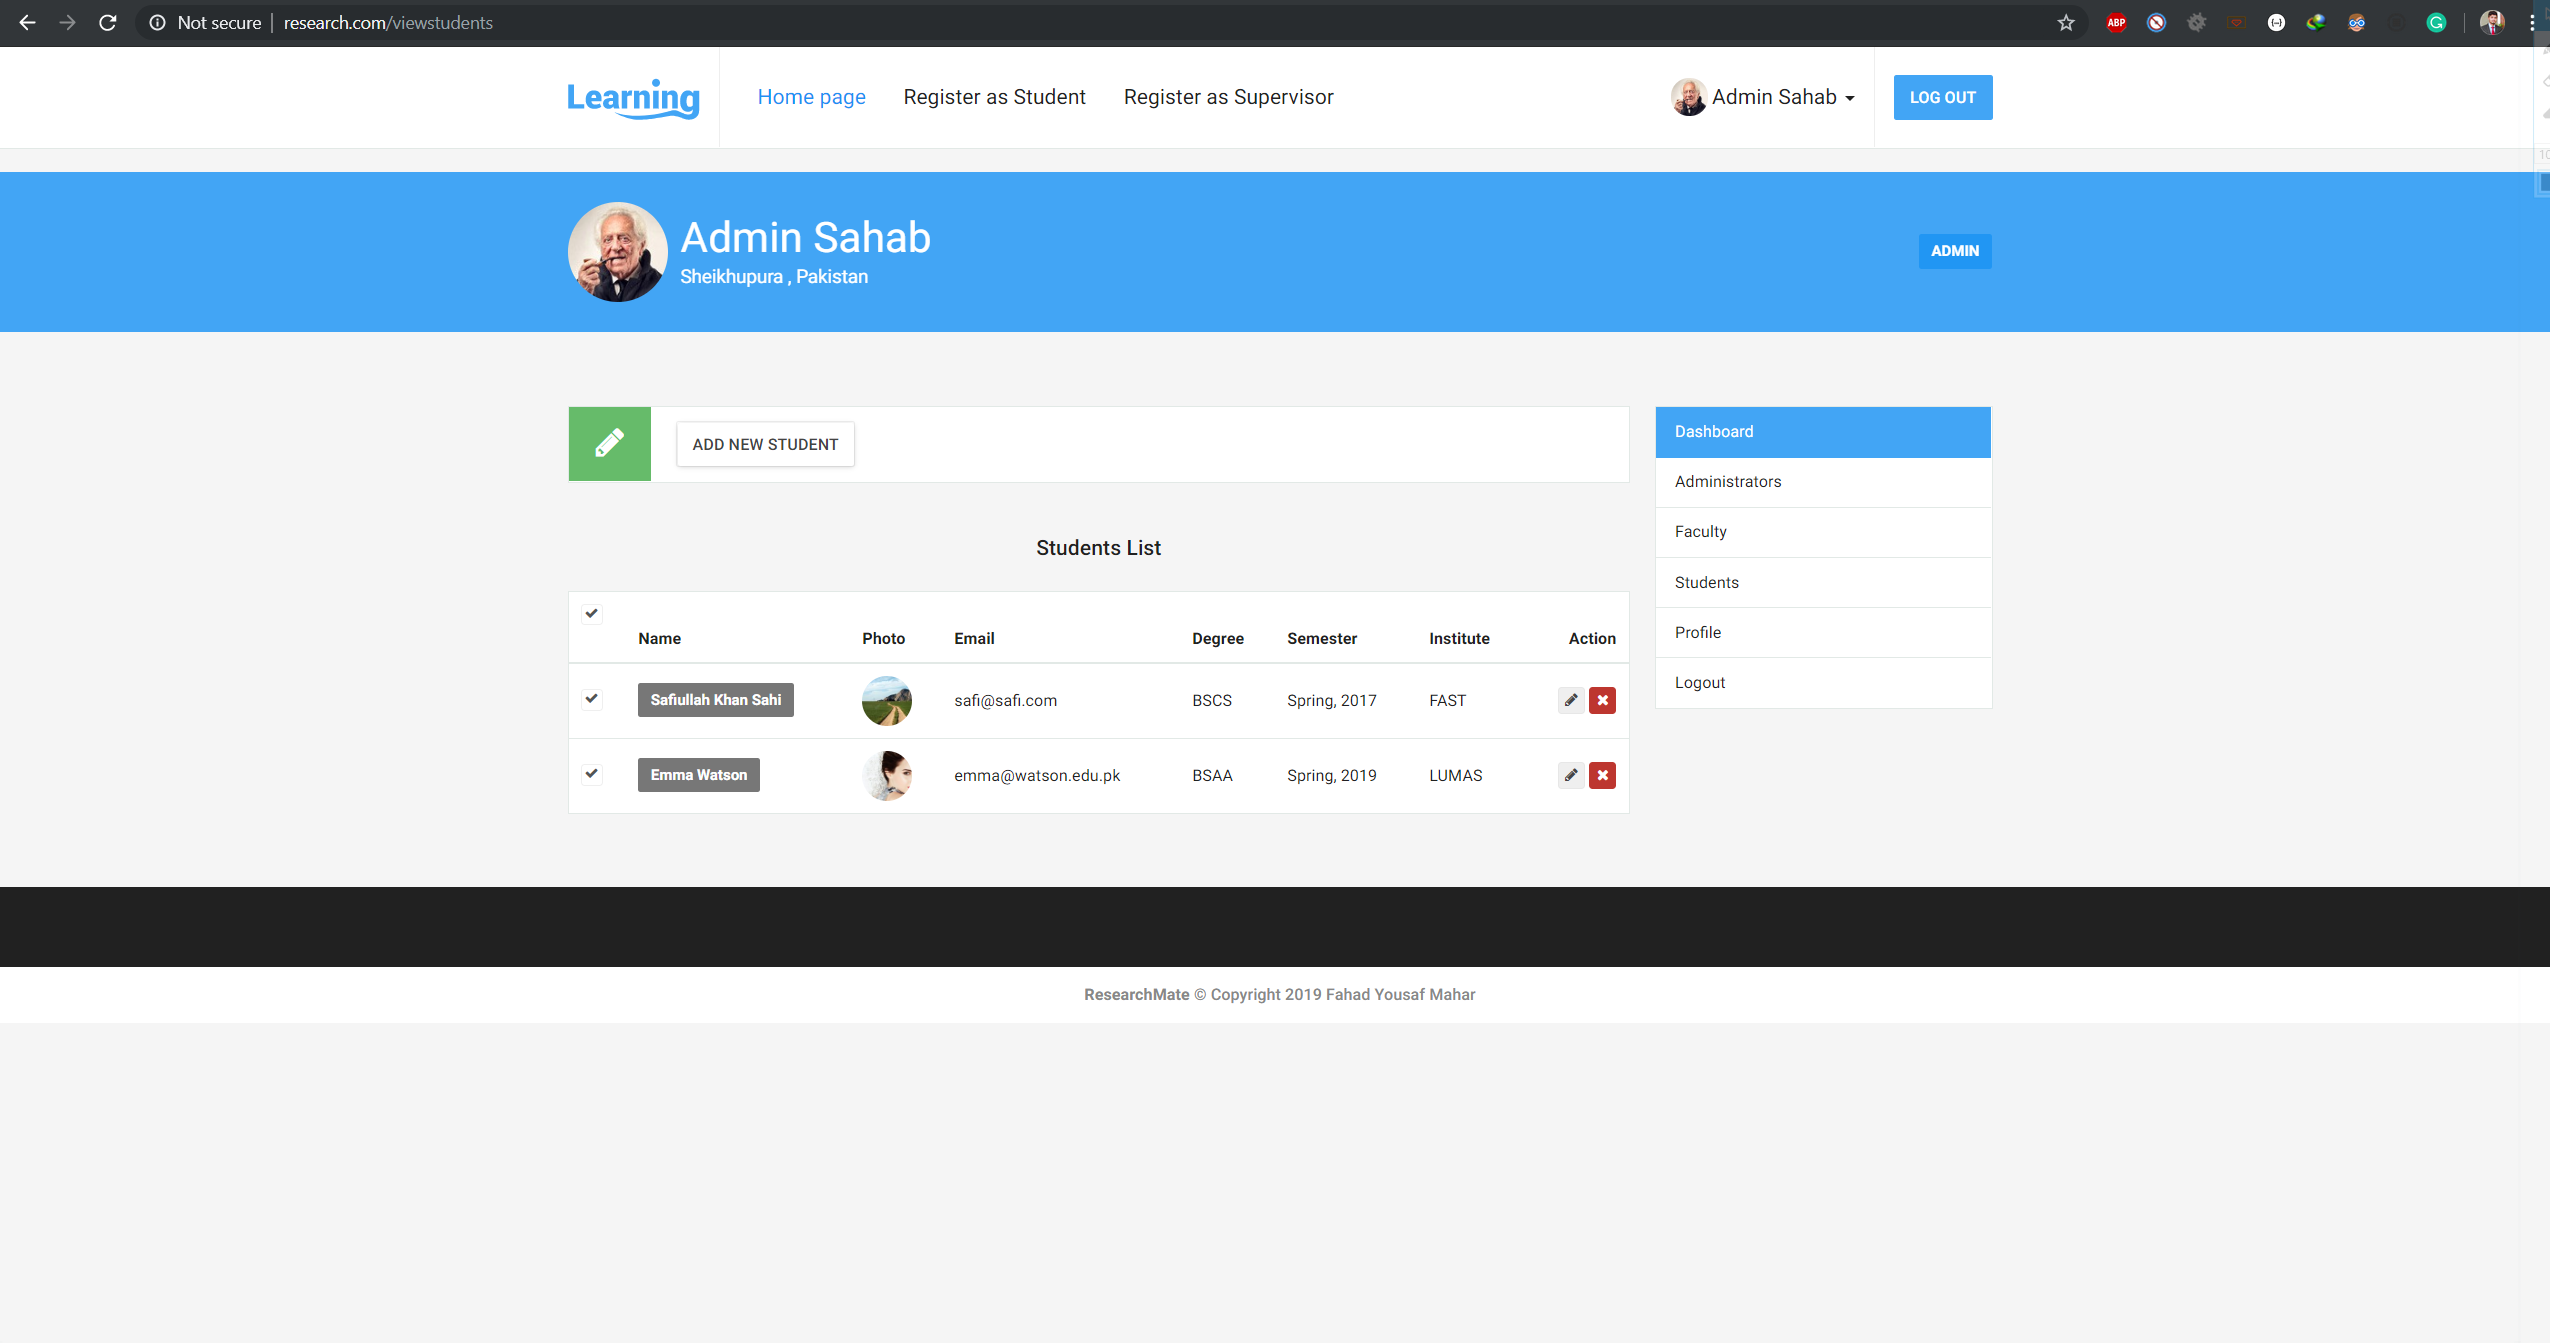 Not secure | research.com/viewstudents
ABP
Learning
Home page
Register as Student
Register as Supervisor
Admin Sahab
LOG OUT
Admin Sahab
Sheikhupura , Pakistan
ADMIN
ADD NEW STUDENT
Dashboard
Administrators
Faculty
Students
Profile
Logout
Students List
Name Photo Email Degree Semester Institute Action
Safiullah Khan Sahi safi@safi.com BSCS Spring, 2017 FAST
Emma Watson emma@watson.edu.pk BSAA Spring, 2019 LUMAS
ResearchMate © Copyright 2019 Fahad Yousaf Mahar